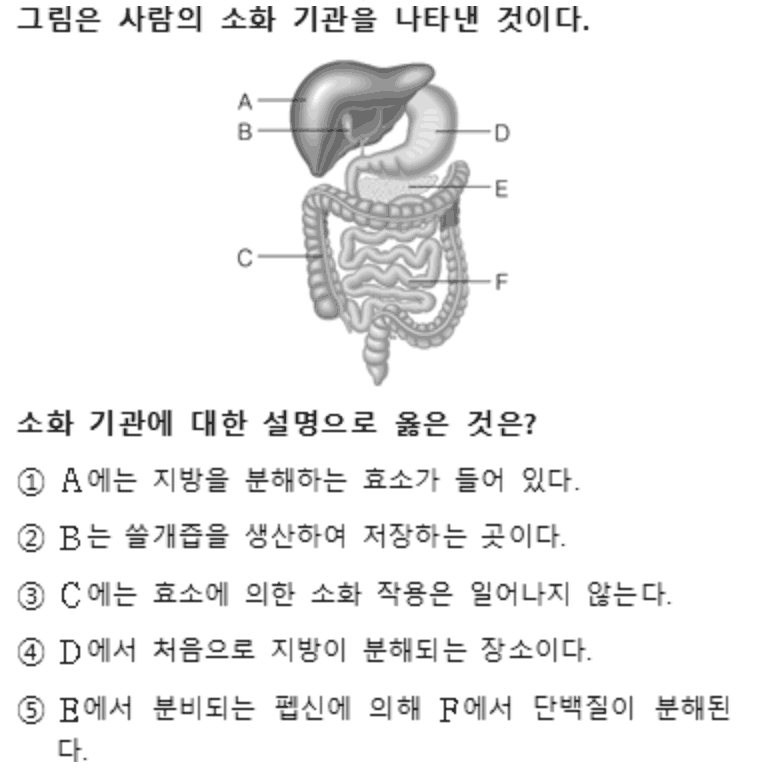 그림은 사람의 소화 기관을 나타낸 것이다.
A
B
D
E
C
F
소화 기관에 대한 설명으로 옳은 것은?
① A에는 지방을 분해하는 효소가 들어 있다.
② B는 쓸개즙을 생산하여 저장하는 곳이다.
③ C에는 효소에 의한 소화 작용은 일어나지 않는다.
④ D에서 처음으로 지방이 분해되는 장소이다.
⑤ E에서 분비되는 펩신에 의해 F에서 단백질이 분해된
다.